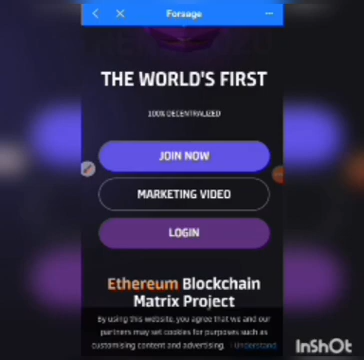 Forsage
THE WORLD'S FIRST
100% DECENTRALIZED
JOIN NOW
MARKETING VIDEO
LOGIN
Ethereum Blockchain
Matrix Project
By using this website, you agree that we and our
partners may set cookies for purposes such as
customising content and advertising. I Understand
InShOt